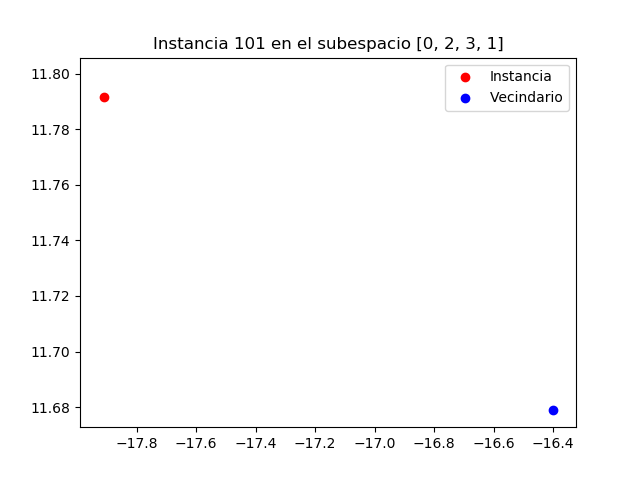 Instancia 101 en el subespacio [0, 2, 3, 1]
Instancia
Vecindario
11.80
11.78
11.76
11.74
11.72
11.70
11.68
−17.8 −17.6 −17.4 −17.2 −17.0 −16.8 −16.6 −16.4